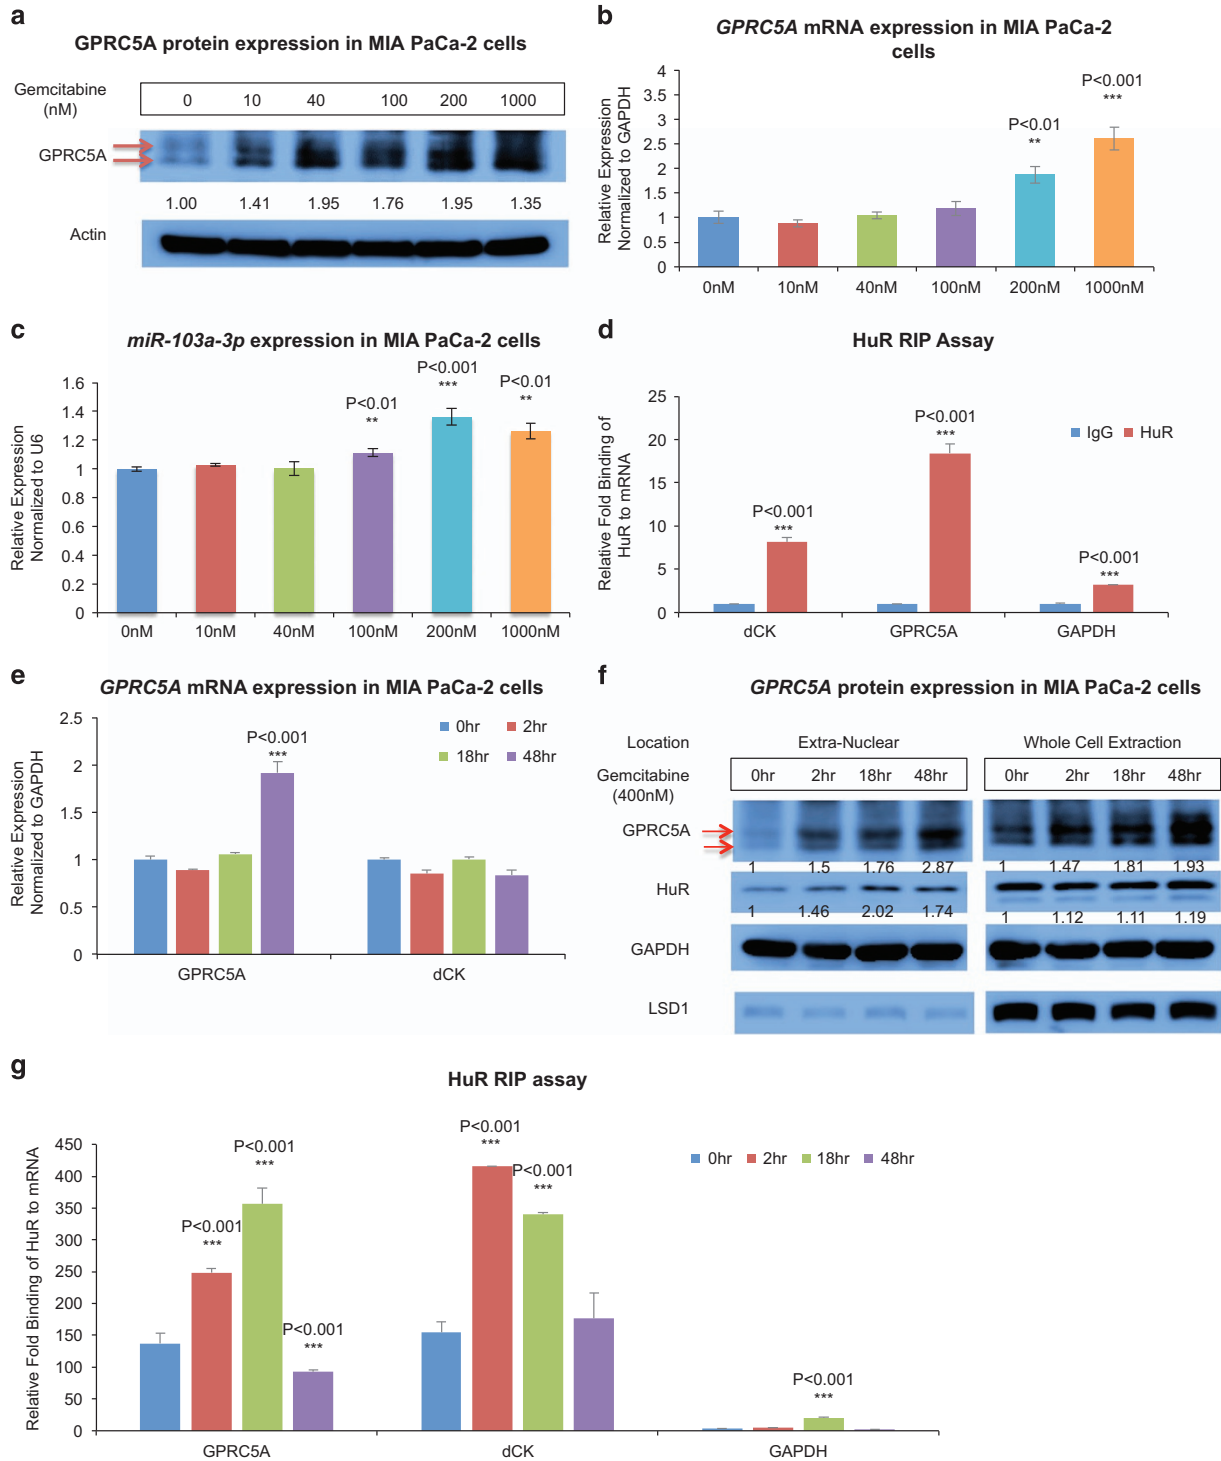 a
GPRC5A protein expression in MIA PaCa-2 cells
Gemcitabine
(nM)
0 10 40 100 200 1000
GPRC5A
1.00 1.41 1.95 1.76 1.95 1.35
Actin
b
GPRC5A mRNA expression in MIA PaCa-2
cells
Relative Expression
Normalized to GAPDH
4
3.5
3
2.5
2
1.5
1
0.5
0
P<0.01
**
P<0.001
***
0nM 10nM 40nM 100nM 200nM 1000nM
c
miR-103a-3p expression in MIA PaCa-2 cells
Relative Expression
Normalized to U6
1.6
1.4
1.2
1
0.8
0.6
0.4
0.2
0
P<0.01
**
P<0.001
***
P<0.01
**
0nM 10nM 40nM 100nM 200nM 1000nM
d
HuR RIP Assay
Relative Fold Binding of
HuR to mRNA
25
20
15
10
5
0
IgG HuR
P<0.001
***
P<0.001
***
P<0.001
***
dCK GPRC5A GAPDH
e
GPRC5A mRNA expression in MIA PaCa-2 cells
Relative Expression
Normalized to GAPDH
2.5
2
1.5
1
0.5
0
0hr 2hr
18hr 48hr
P<0.001
***
GPRC5A dCK
f
GPRC5A protein expression in MIA PaCa-2 cells
Location Extra-Nuclear Whole Cell Extraction
Gemcitabine
(400nM)
0hr 2hr 18hr 48hr 0hr 2hr 18hr 48hr
GPRC5A
1 1.5 1.76 2.87 1 1.47 1.81 1.93
HuR
1 1.46 2.02 1.74 1 1.12 1.11 1.19
GAPDH
LSD1
g
HuR RIP assay
Relative Fold Binding of HuR to mRNA
450
400
350
300
250
200
150
100
50
0
0hr 2hr 18hr 48hr
P<0.001
***
P<0.001
***
P<0.001
***
P<0.001
***
P<0.001
***
P<0.001
***
GPRC5A dCK GAPDH